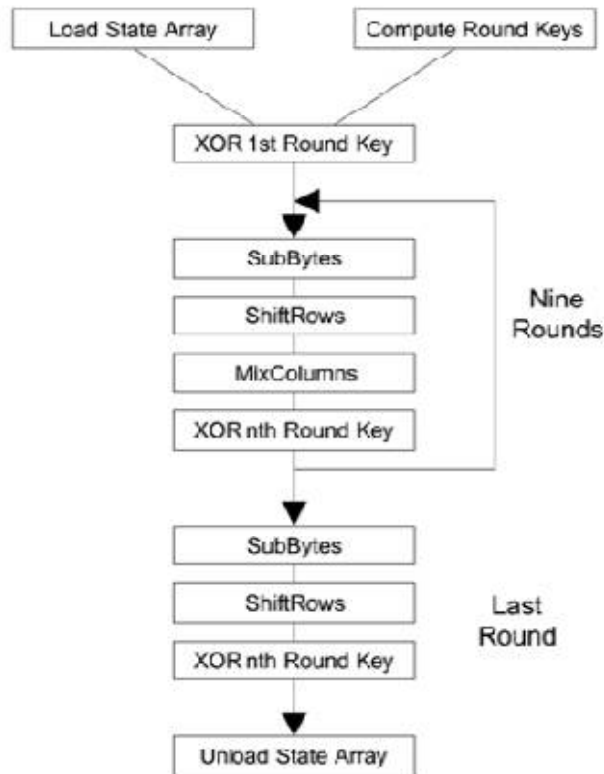 Load State Array
Compute Round Keys
XOR 1st Round Key
SubBytes
ShiftRows
MixColumns
XOR nth Round Key
Nine
Rounds
SubBytes
ShiftRows
XOR nth Round Key
Last
Round
Unload State Array